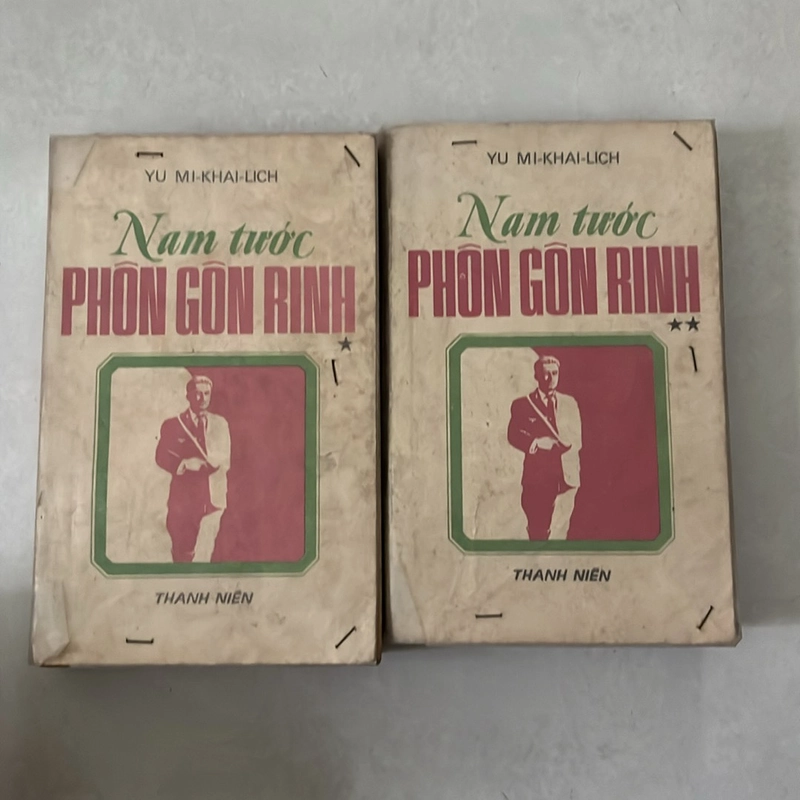 YU MI-KHAI-LICH
Nam tước
PHÔN GÔN RINH
★
THANH NIÊN
YU MI-KHAI-LICH
Nam tước
PHÔN GÔN RINH
★★
THANH NIÊN